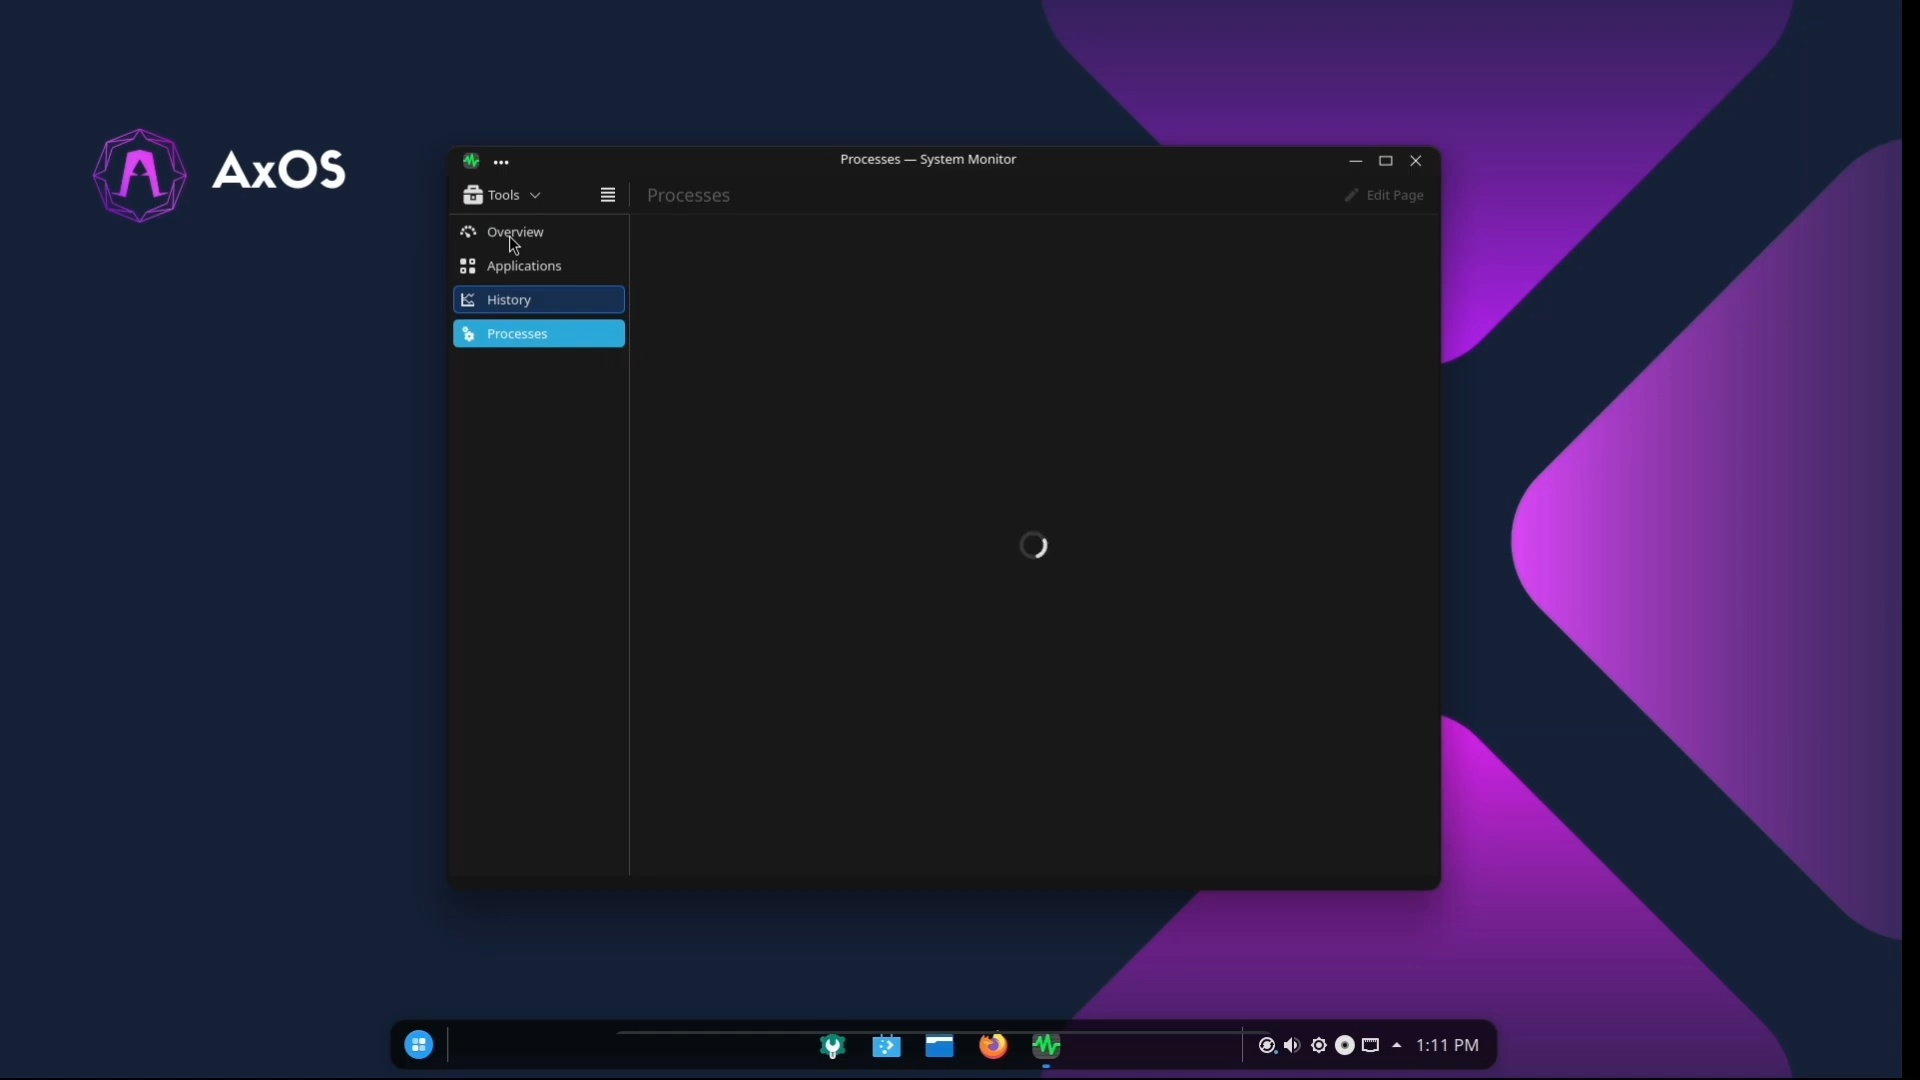 AxOS
Processes — System Monitor
Tools
Processes
Edit Page
Overview
Applications
History
Processes
1:11 PM